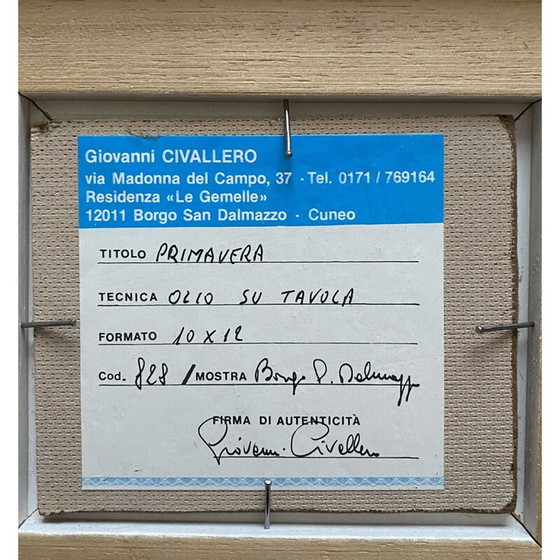 Giovanni CIVALLERO
via Madonna del Campo, 37 - Tel. 0171 / 769164
Residenza «Le Gemelle»
12011 Borgo San Dalmazzo - Cuneo
TITOLO PRIMAVERA
TECNICA OLIO SU TAVOLA
FORMATO 10 x 12
Cod. 828 / MOSTRA Borgo S. Dalmazzo
FIRMA DI AUTENTICITÀ
Giovanni Civallero